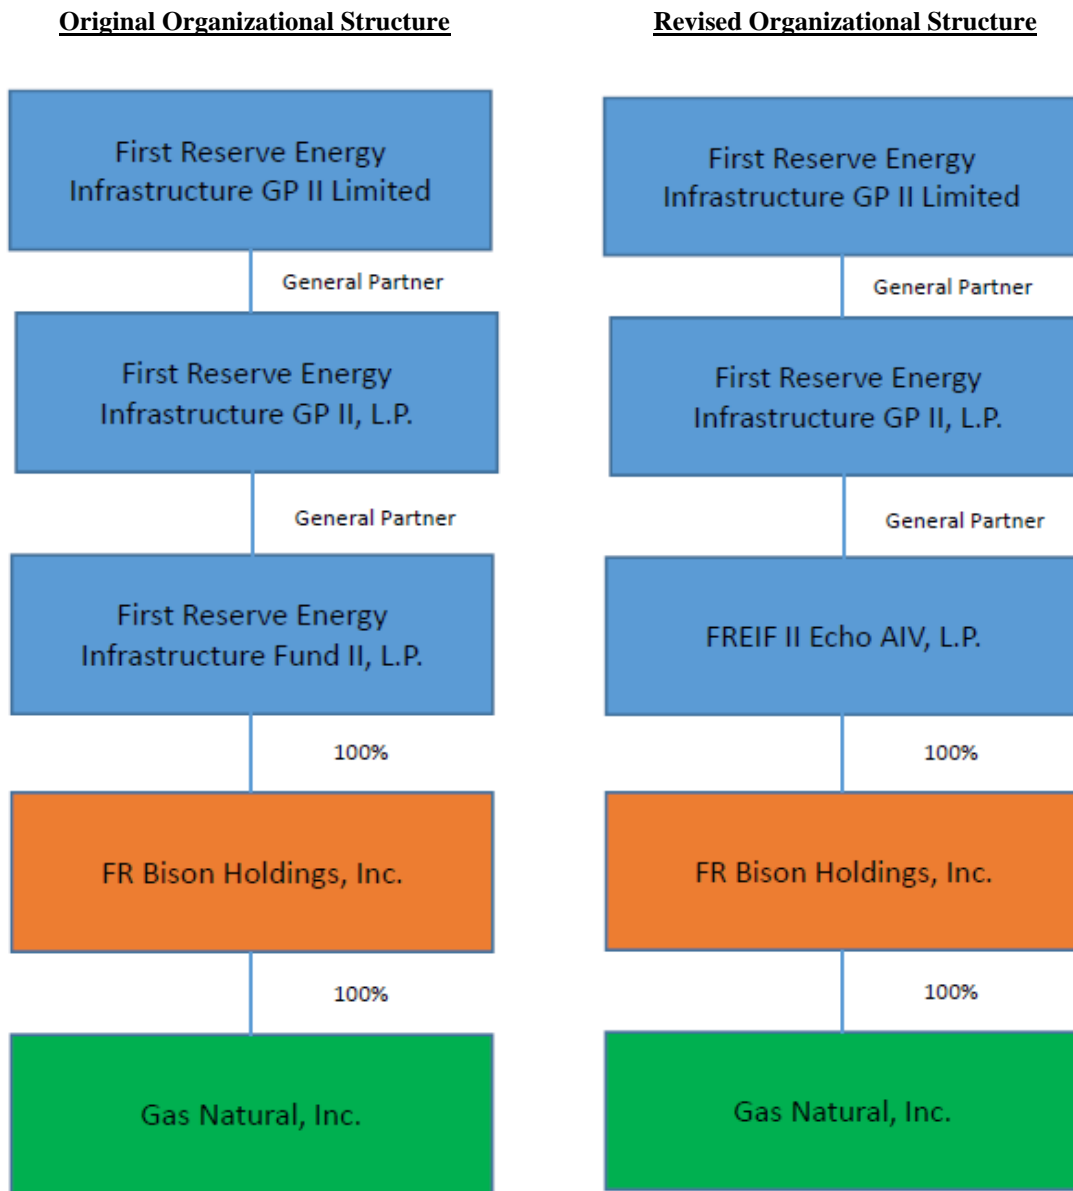 Original Organizational Structure
First Reserve Energy
Infrastructure GP II Limited
General Partner
First Reserve Energy
Infrastructure GP II, L.P.
General Partner
First Reserve Energy
Infrastructure Fund II, L.P.
100%
FR Bison Holdings, Inc.
100%
Gas Natural, Inc.
Revised Organizational Structure
First Reserve Energy
Infrastructure GP II Limited
General Partner
First Reserve Energy
Infrastructure GP II, L.P.
General Partner
FREIF II Echo AIV, L.P.
100%
FR Bison Holdings, Inc.
100%
Gas Natural, Inc.